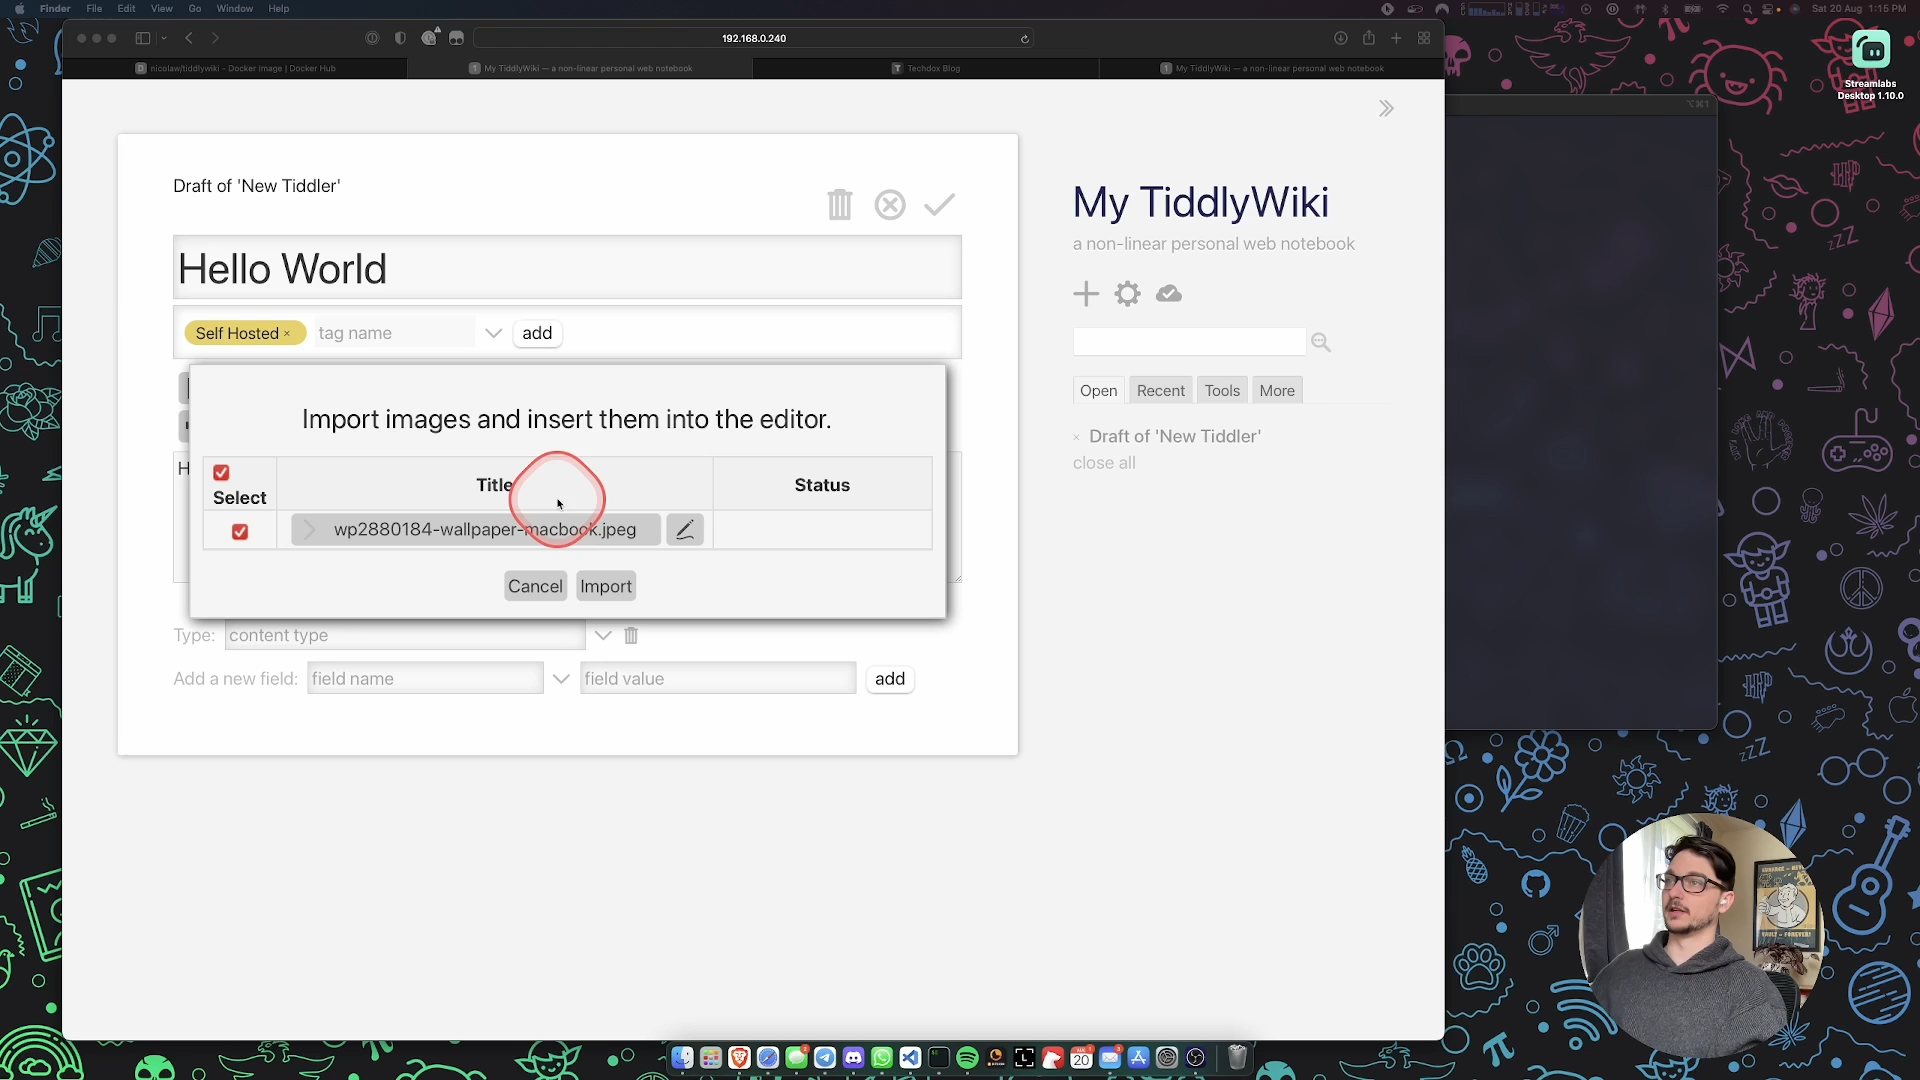 Finder File Edit View Go Window Help
Sat 20 Aug 1:15 PM
192.168.0.240
nicolaw/tiddlywiki - Docker Image | Docker Hub
My TiddlyWiki — a non-linear personal web notebook
Techdox Blog
My TiddlyWiki — a non-linear personal web notebook
Streamlabs
Desktop 1.10.0
Draft of 'New Tiddler'
Hello World
Self Hosted × tag name add
Import images and insert them into the editor.
Select Title Status
wp2880184-wallpaper-macbook.jpeg
Cancel Import
H
Type: content type
Add a new field: field name field value add
My TiddlyWiki
a non-linear personal web notebook
Open Recent Tools More
× Draft of 'New Tiddler'
close all